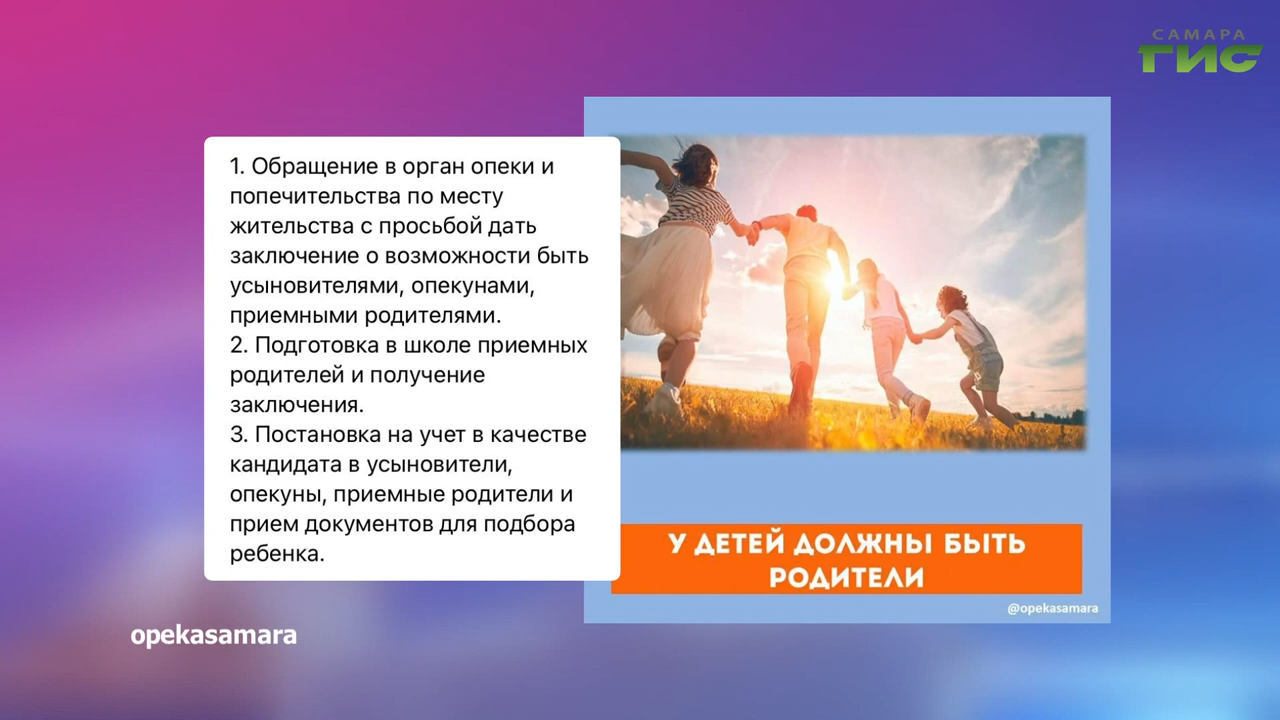 САМАРА
ГИС
1. Обращение в орган опеки и
попечительства по месту
жительства с просьбой дать
заключение о возможности быть
усыновителями, опекунами,
приемными родителями.
2. Подготовка в школе приемных
родителей и получение
заключения.
3. Постановка на учет в качестве
кандидата в усыновители,
опекуны, приемные родители и
прием документов для подбора
ребенка.
У ДЕТЕЙ ДОЛЖНЫ БЫТЬ
РОДИТЕЛИ
@opekasamara
opekasamara